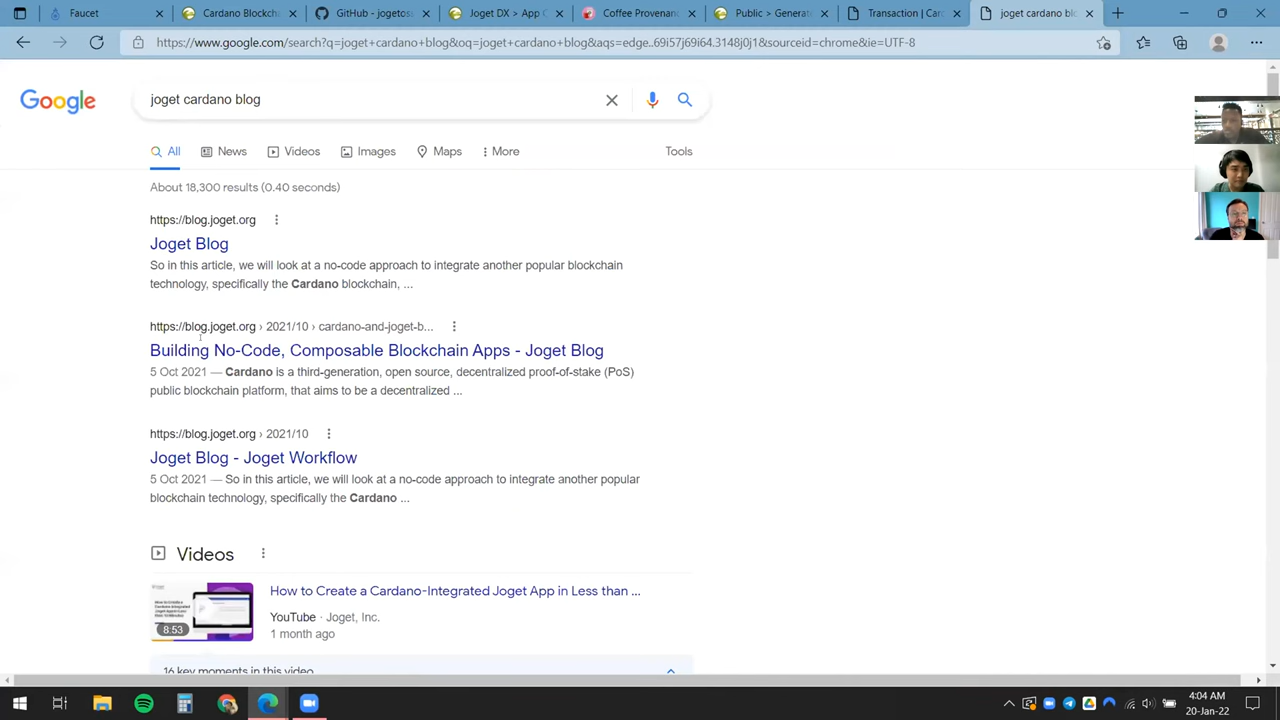 Faucet
Cardano Blockch
GitHub - jogetoss
Joget DX > App C
Coffee Provenanc
Public > Generat
Transaction | Car
joget cardano blo
https://www.google.com/search?q=joget+cardano+blog&oq=joget+cardano+blog&aqs=edge..69i57j69i64.3148j0j1&sourceid=chrome&ie=UTF-8
Google
joget cardano blog
All
News
Videos
Images
Maps
More
Tools
About 18,300 results (0.40 seconds)
https://blog.joget.org
Joget Blog
So in this article, we will look at a no-code approach to integrate another popular blockchain
technology, specifically the Cardano blockchain, ...
https://blog.joget.org › 2021/10 › cardano-and-joget-b...
Building No-Code, Composable Blockchain Apps - Joget Blog
5 Oct 2021 — Cardano is a third-generation, open source, decentralized proof-of-stake (PoS)
public blockchain platform, that aims to be a decentralized ...
https://blog.joget.org › 2021/10
Joget Blog - Joget Workflow
5 Oct 2021 — So in this article, we will look at a no-code approach to integrate another popular
blockchain technology, specifically the Cardano ...
Videos
How to Create a Cardano-Integrated Joget App in Less than ...
8:53
YouTube · Joget, Inc.
1 month ago
16 key moments in this video
4:04 AM
20-Jan-22